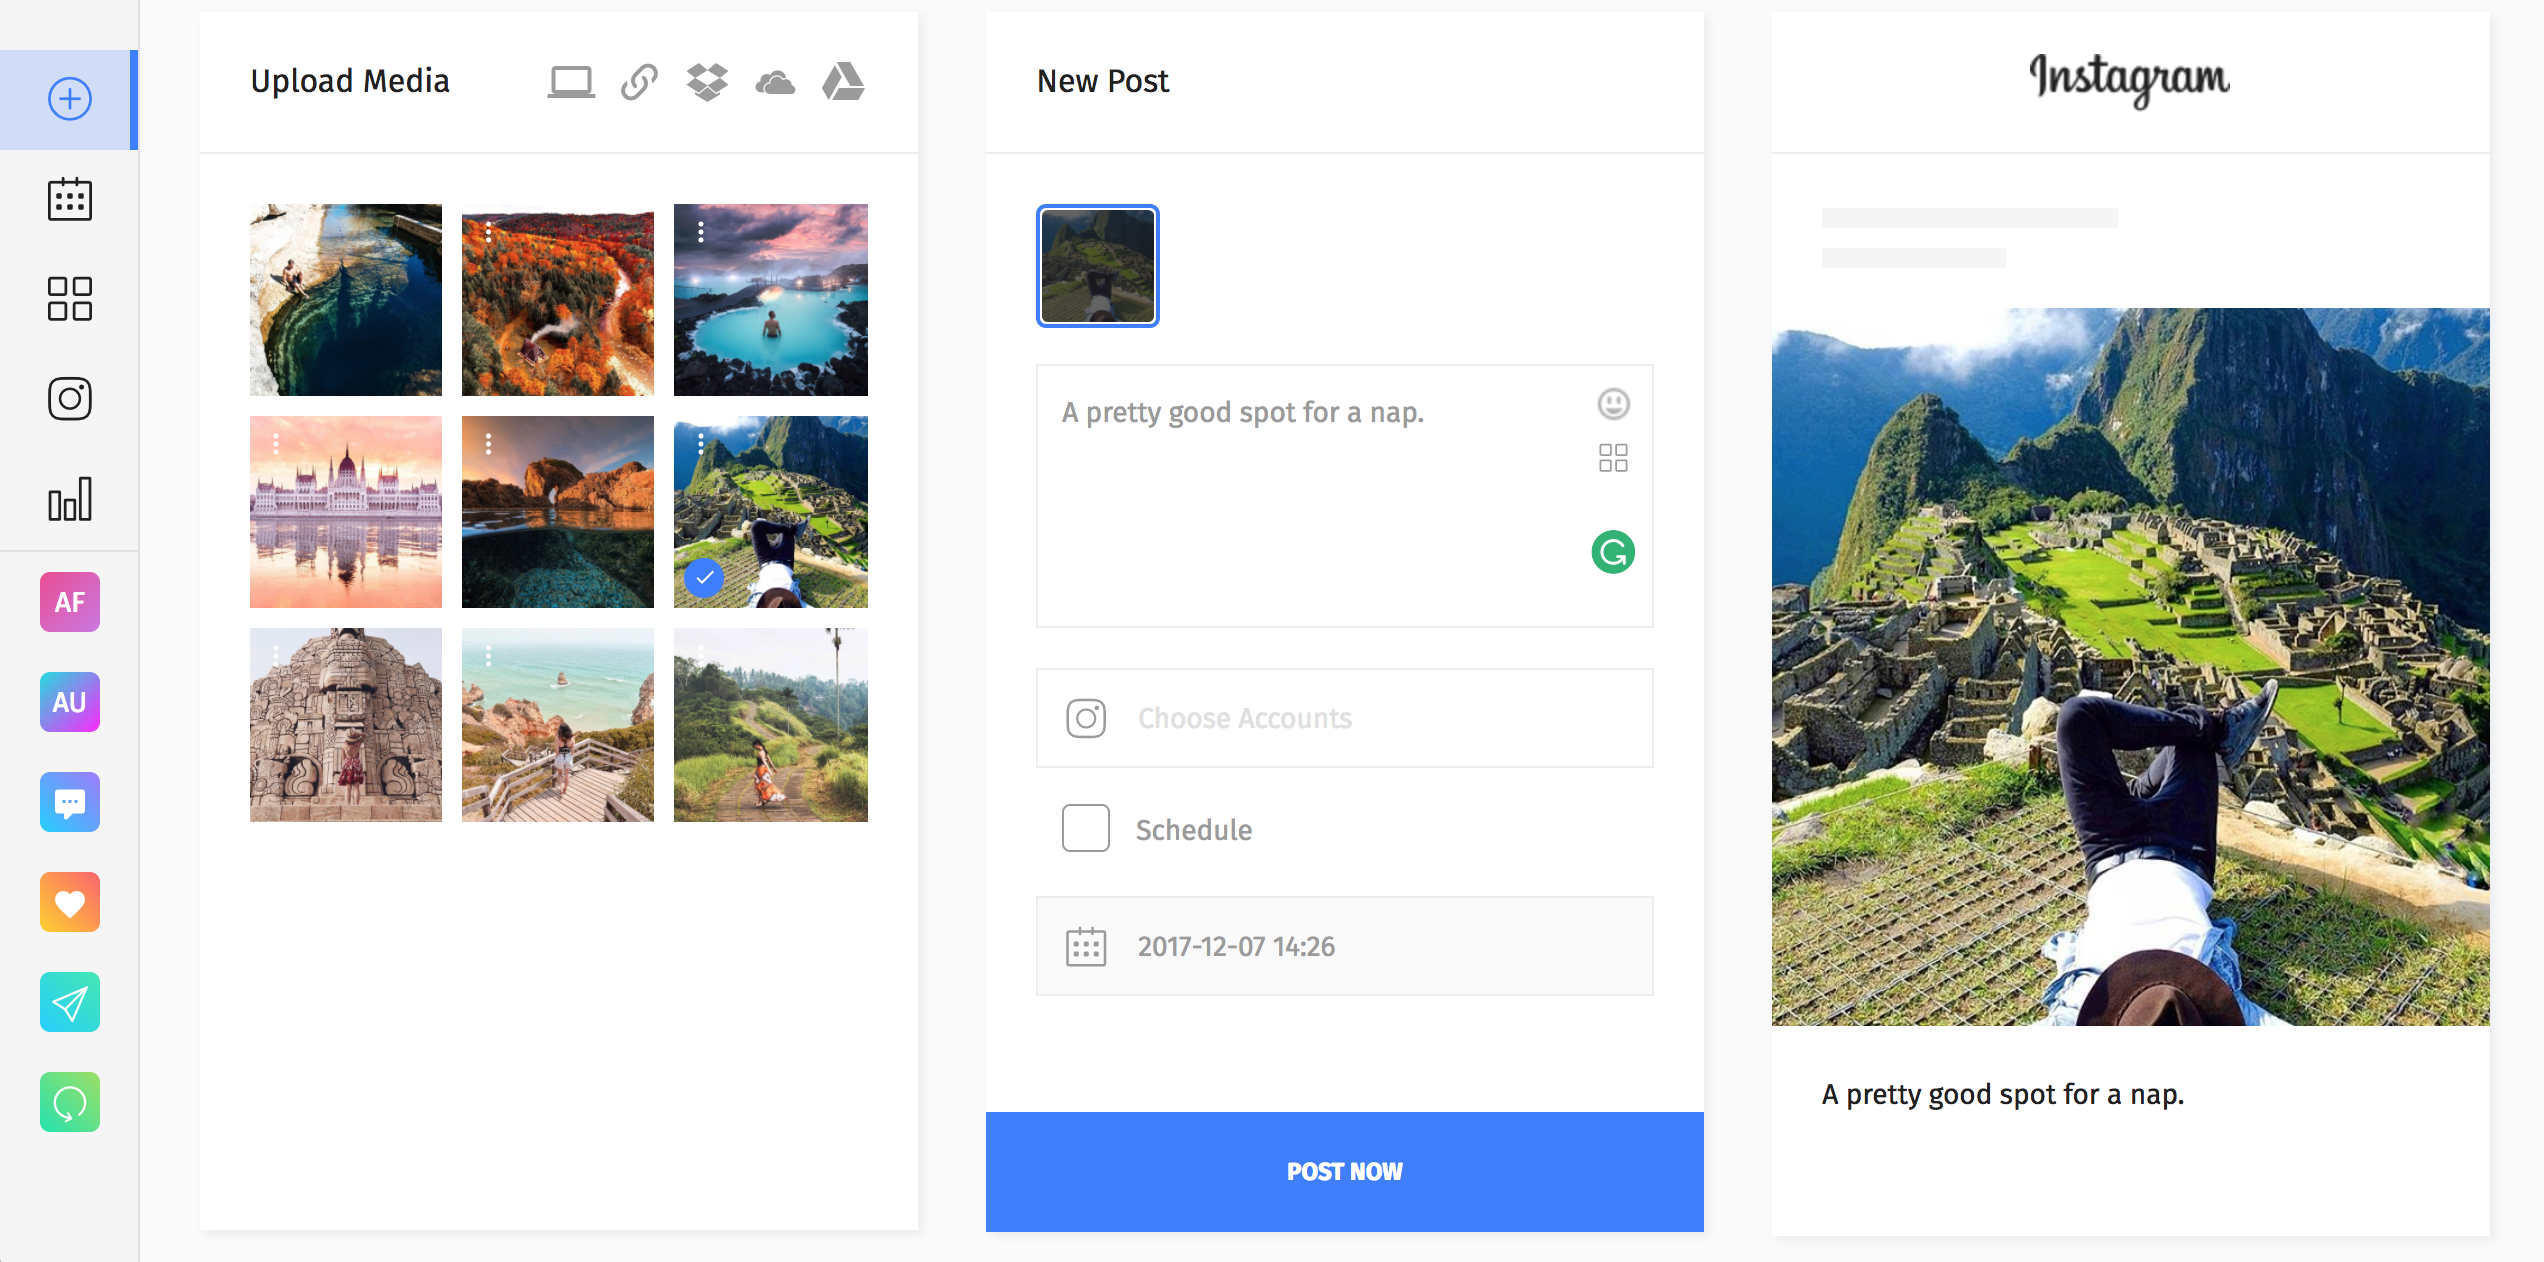 Upload Media
New Post
Instagram
A pretty good spot for a nap.
Choose Accounts
Schedule
2017-12-07 14:26
POST NOW
A pretty good spot for a nap.
AF
AU